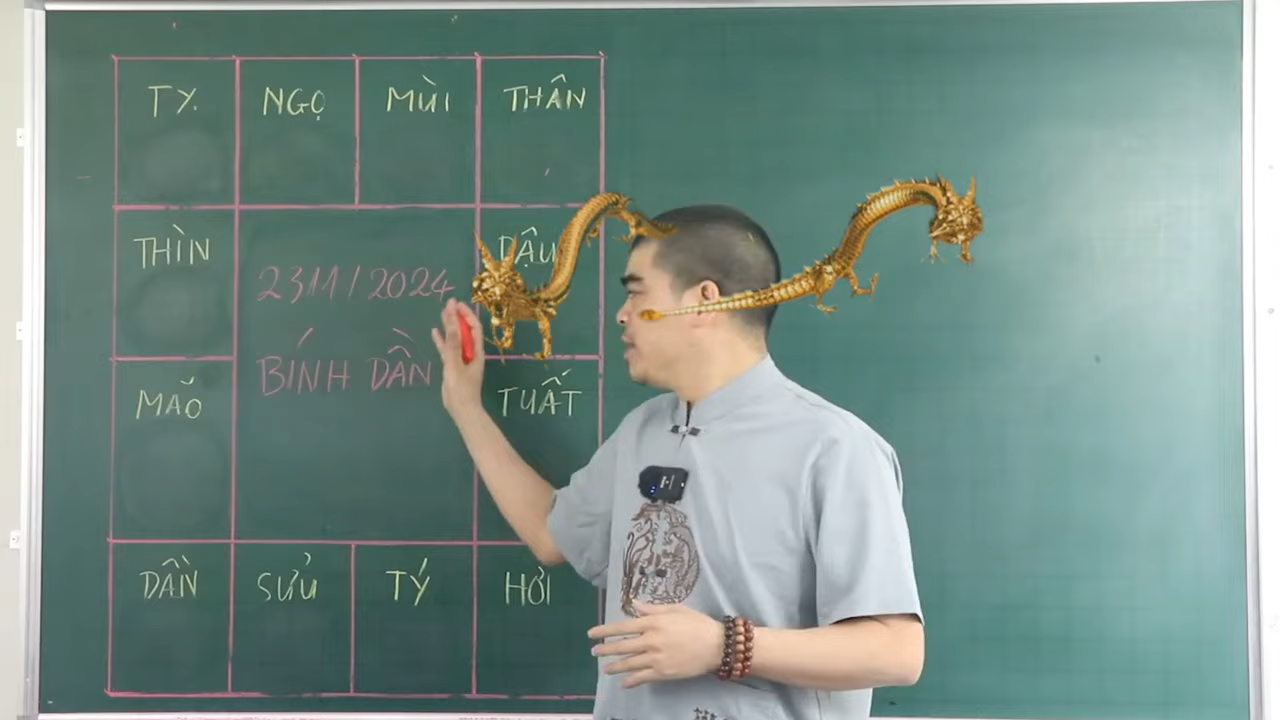 TỴ NGỌ MÙI THÂN
THÌN DẬU
23/11/2024
BÍNH DẦN
MÃO TUẤT
DẦN SỬU TÝ HỢI